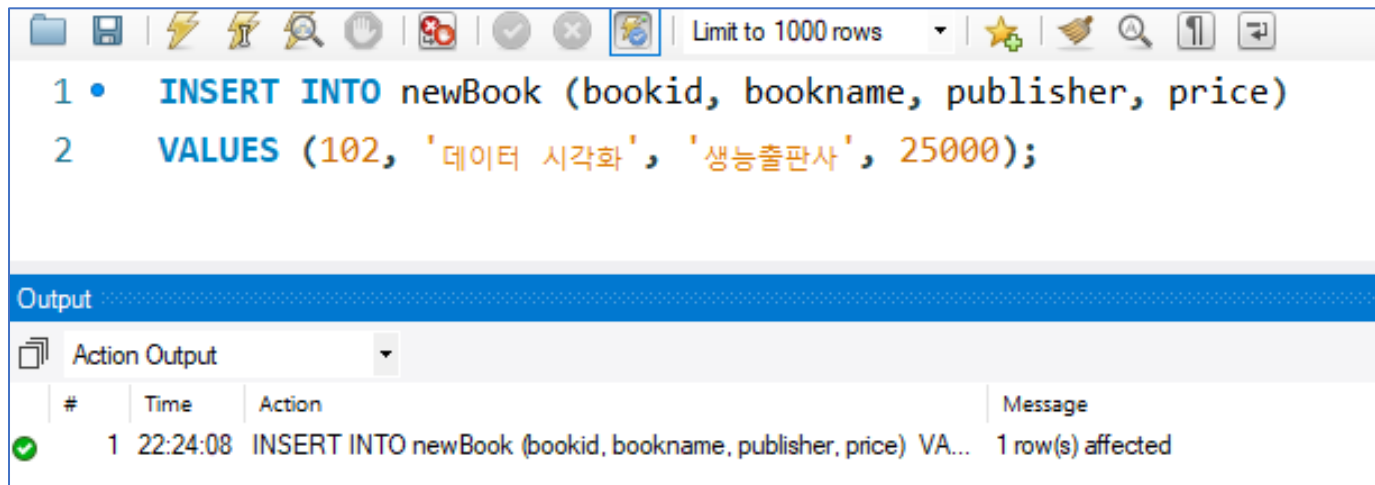 Limit to 1000 rows
1 INSERT INTO newBook (bookid, bookname, publisher, price)
2 VALUES (102, '데이터 시각화', '생능출판사', 25000);
Output
Action Output
# Time Action Message
1 22:24:08 INSERT INTO newBook (bookid, bookname, publisher, price) VA... 1 row(s) affected